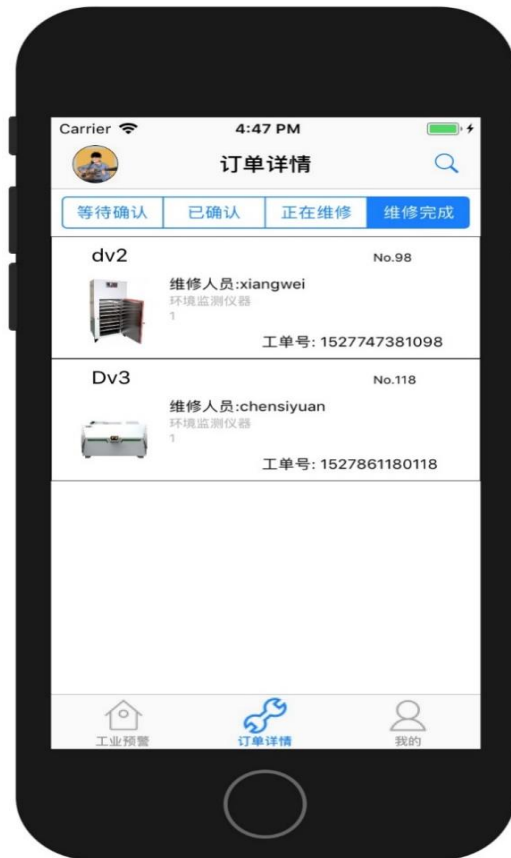 Carrier 4:47 PM
订单详情
等待确认 已确认 正在维修 维修完成
dv2 No.98
维修人员:xiangwei
环境监测仪器
1
工单号: 1527747381098
Dv3 No.118
维修人员:chensiyuan
环境监测仪器
1
工单号: 1527861180118
工业预警 订单详情 我的